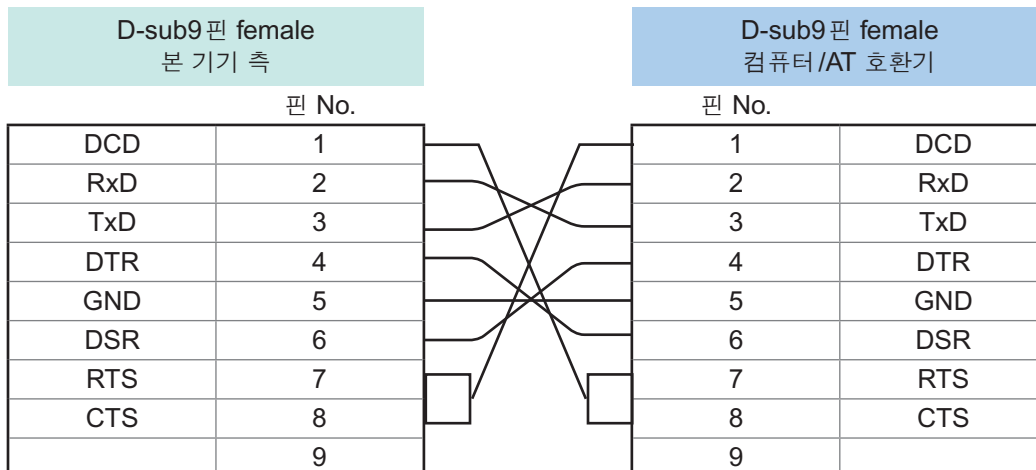 D-sub9핀 female D-sub9핀 female
본 기기 측 컴퓨터/AT 호환기
핀 No. 핀 No.
DCD 1 1 DCD
RxD 2 2 RxD
TxD 3 3 TxD
DTR 4 4 DTR
GND 5 5 GND
DSR 6 6 DSR
RTS 7 7 RTS
CTS 8 8 CTS
9 9